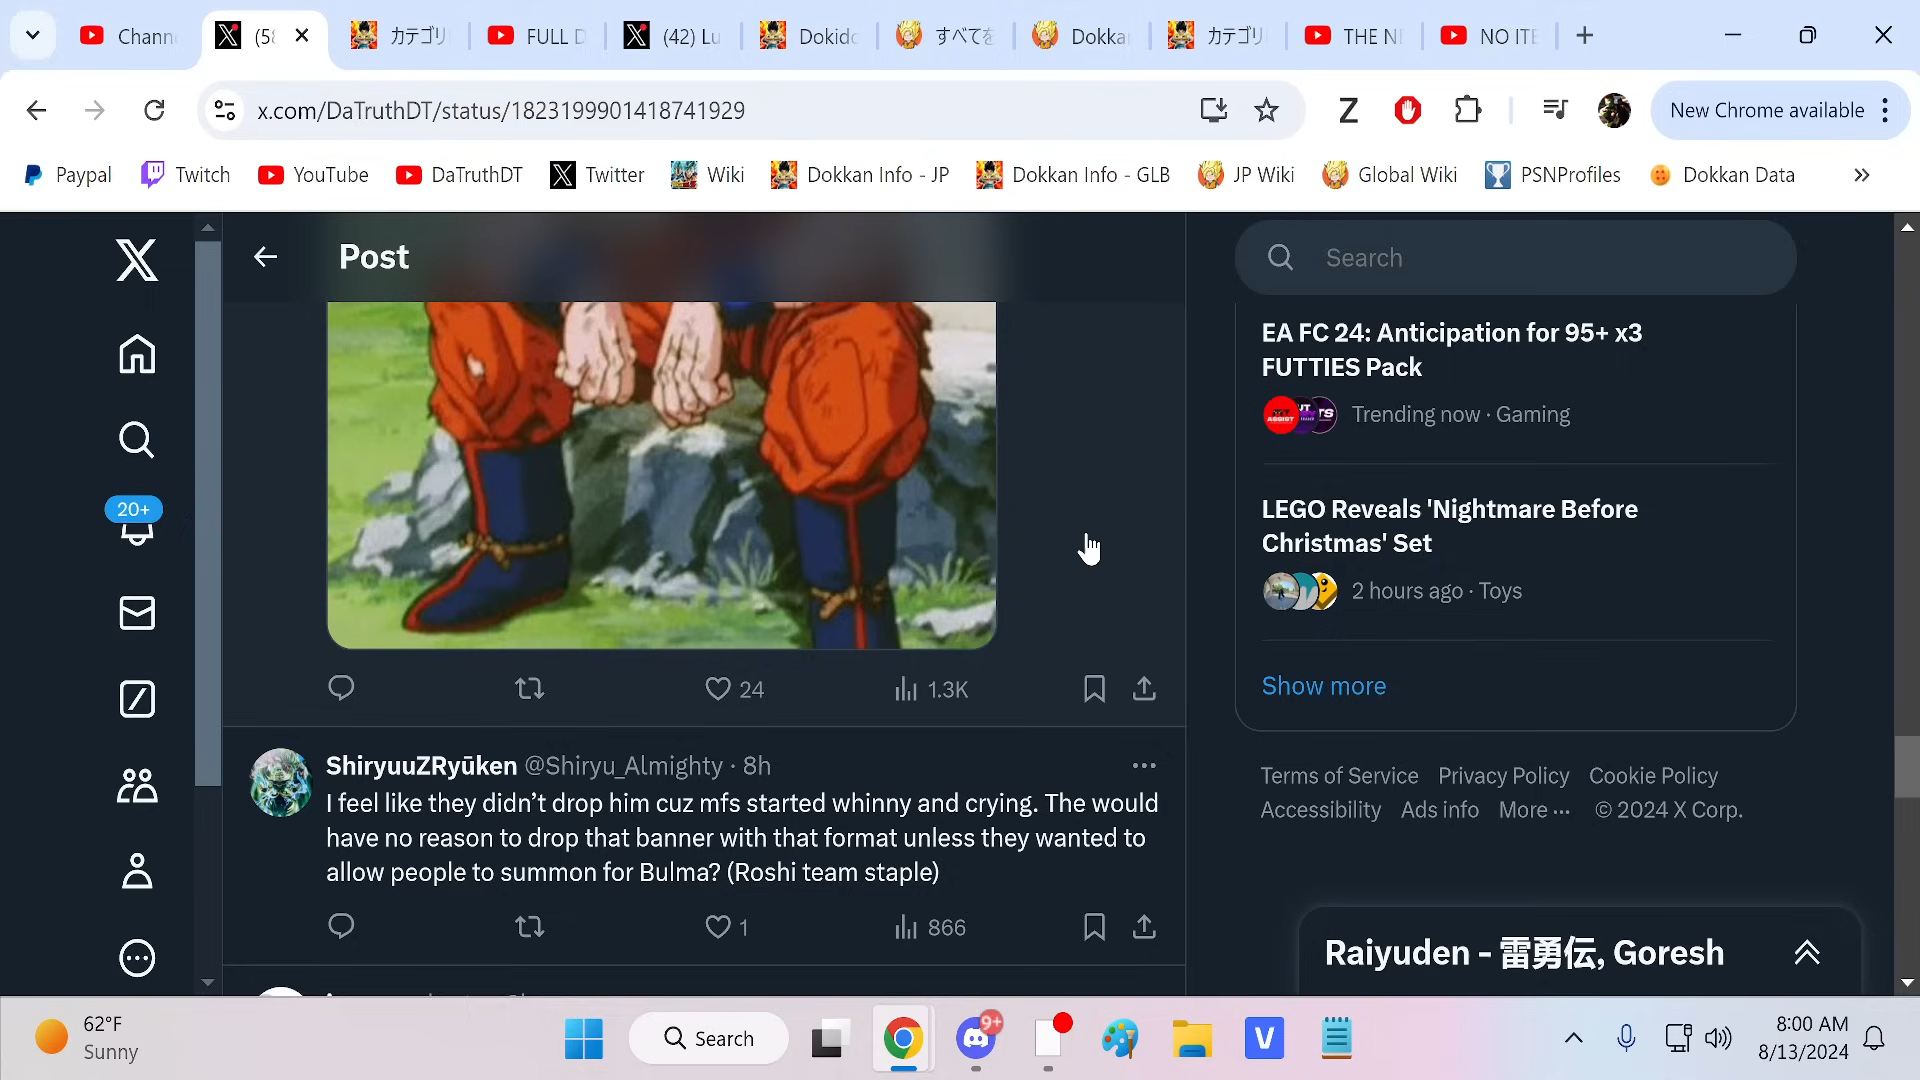 Chann
(58
カテゴリ
FULL D
(42) Lu
Dokido
すべてを
Dokka
カテゴリ
THE N
NO ITE
x.com/DaTruthDT/status/1823199901418741929
Z
New Chrome available
Paypal
Twitch
YouTube
DaTruthDT
Twitter
Wiki
Dokkan Info - JP
Dokkan Info - GLB
JP Wiki
Global Wiki
PSNProfiles
Dokkan Data
Post
Search
EA FC 24: Anticipation for 95+ x3
FUTTIES Pack
Trending now · Gaming
LEGO Reveals 'Nightmare Before
Christmas' Set
2 hours ago · Toys
Show more
20+
24
1.3K
ShiryuuZRyūken @Shiryu_Almighty · 8h
I feel like they didn’t drop him cuz mfs started whinny and crying. The would
have no reason to drop that banner with that format unless they wanted to
allow people to summon for Bulma? (Roshi team staple)
1
866
Terms of Service Privacy Policy Cookie Policy
Accessibility Ads info More ··· © 2024 X Corp.
Raiyuden - 雷勇伝, Goresh
62°F
Sunny
Search
9+
V
8:00 AM
8/13/2024